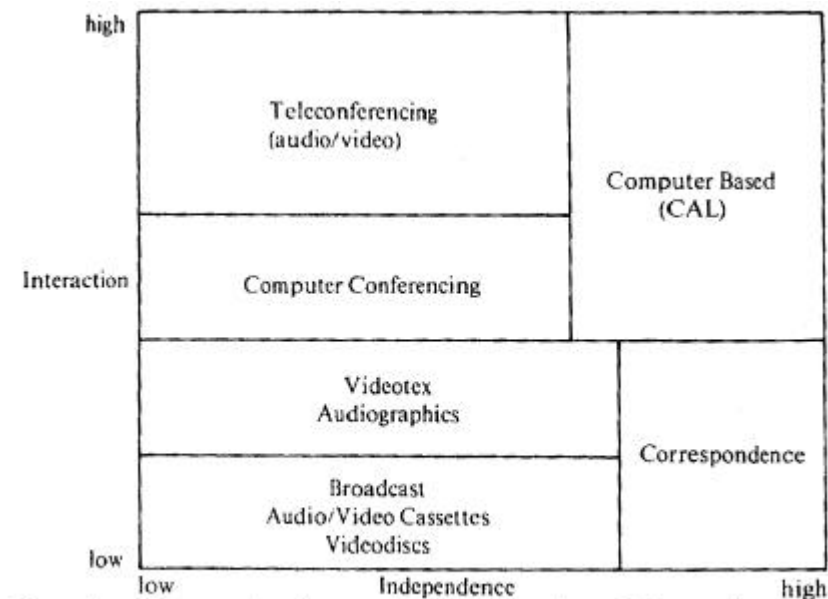 high
Teleconferencing
(audio/video)
Computer Based
(CAL)
Interaction
Computer Conferencing
Videotex
Audiographics
Correspondence
Broadcast
Audio/Video Cassettes
Videodiscs
low
low Independence high